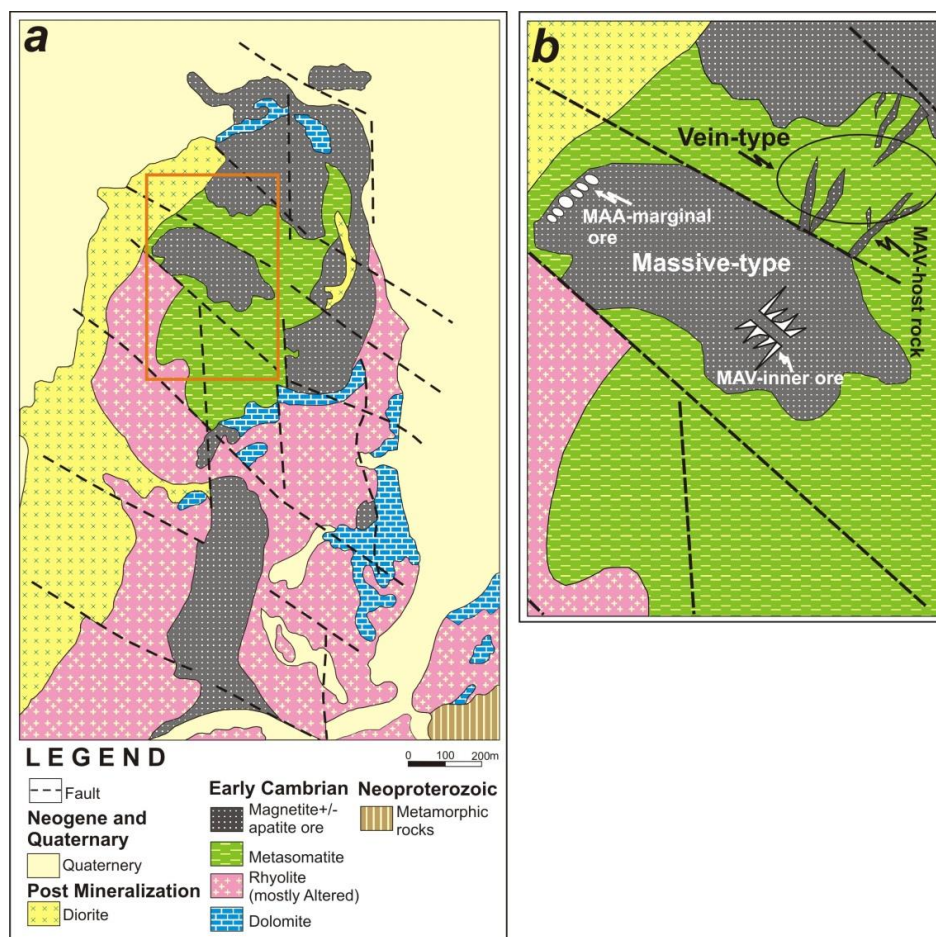 a
LEGEND
Fault
Neogene and
Quaternary
Quaternery
Post Mineralization
Diorite
0 100 200m
Early Cambrian
Magnetite+/-
apatite ore
Metasomatite
Rhyolite
(mostly Altered)
Dolomite
Neoproterozoic
Metamorphic
rocks
b
Vein-type
MAA-marginal
ore
Massive-type
MAV-host rock
MAV-inner ore